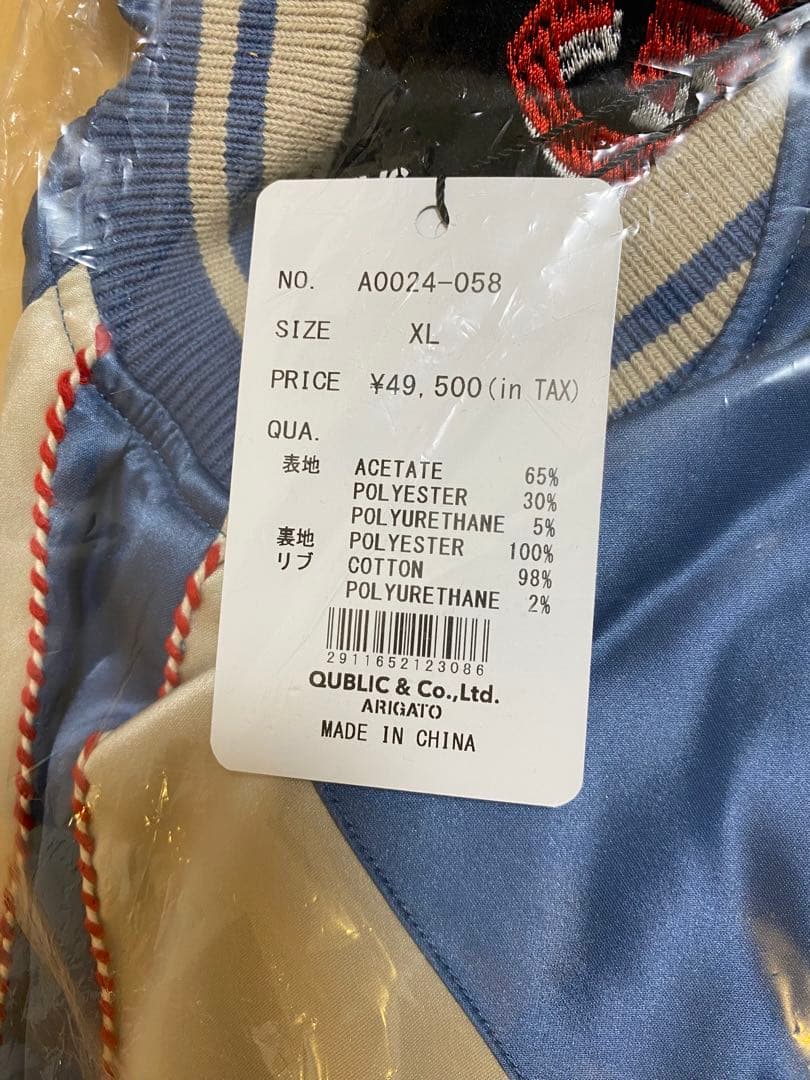 NO. A0024-058
SIZE XL
PRICE ¥49,500(in TAX)
QUA.
表地 ACETATE 65%
POLYESTER 30%
POLYURETHANE 5%
裏地 POLYESTER 100%
リブ COTTON 98%
POLYURETHANE 2%
2911652123086
QUBLIC & Co.,Ltd.
ARIGATO
MADE IN CHINA